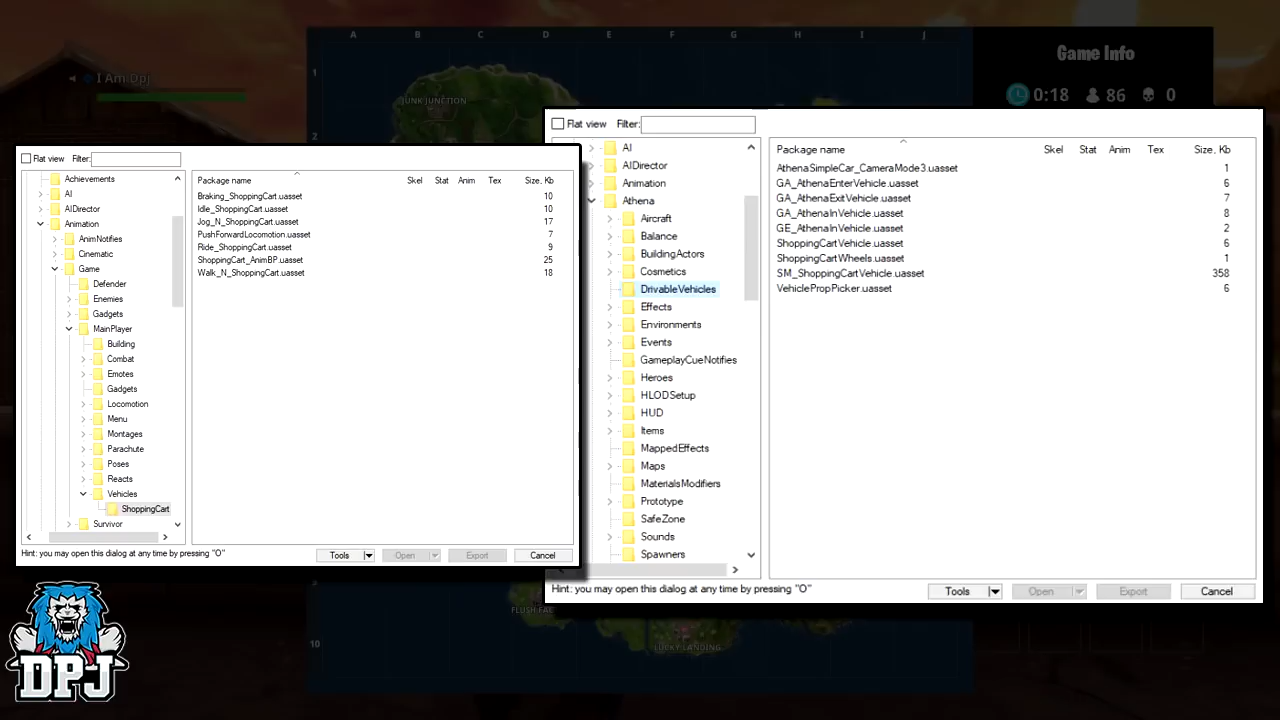 A B C D E F G H I J
1
2
9
10
I Am Dpj
JUNK JUNCTION
LUCKY LANDING
Game Info
0:18 86 0
Flat view Filter:
Achievements
AI
AIDirector
Animation
AnimNotifies
Cinematic
Game
Defender
Enemies
Gadgets
MainPlayer
Building
Combat
Emotes
Gadgets
Locomotion
Menu
Montages
Parachute
Poses
Reacts
Vehicles
ShoppingCart
Survivor
Package name Skel Stat Anim Tex Size, Kb
Braking_ShoppingCart.uasset 10
Idle_ShoppingCart.uasset 10
Jog_N_ShoppingCart.uasset 17
PushForwardLocomotion.uasset 7
Ride_ShoppingCart.uasset 9
ShoppingCart_AnimBP.uasset 25
Walk_N_ShoppingCart.uasset 18
Hint: you may open this dialog at any time by pressing "O"
Tools Open Export Cancel
Flat view Filter:
AI
AIDirector
Animation
Athena
Aircraft
Balance
BuildingActors
Cosmetics
DrivableVehicles
Effects
Environments
Events
GameplayCueNotifies
Heroes
HLODSetup
HUD
Items
MappedEffects
Maps
MaterialsModifiers
Prototype
SafeZone
Sounds
Spawners
Package name Skel Stat Anim Tex Size, Kb
AthenaSimpleCar_CameraMode3.uasset 1
GA_AthenaEnterVehicle.uasset 6
GA_AthenaExitVehicle.uasset 7
GA_AthenaInVehicle.uasset 8
GE_AthenaInVehicle.uasset 2
ShoppingCartVehicle.uasset 6
ShoppingCartWheels.uasset 1
SM_ShoppingCartVehicle.uasset 358
VehiclePropPicker.uasset 6
Hint: you may open this dialog at any time by pressing "O"
Tools Open Export Cancel
DPJ